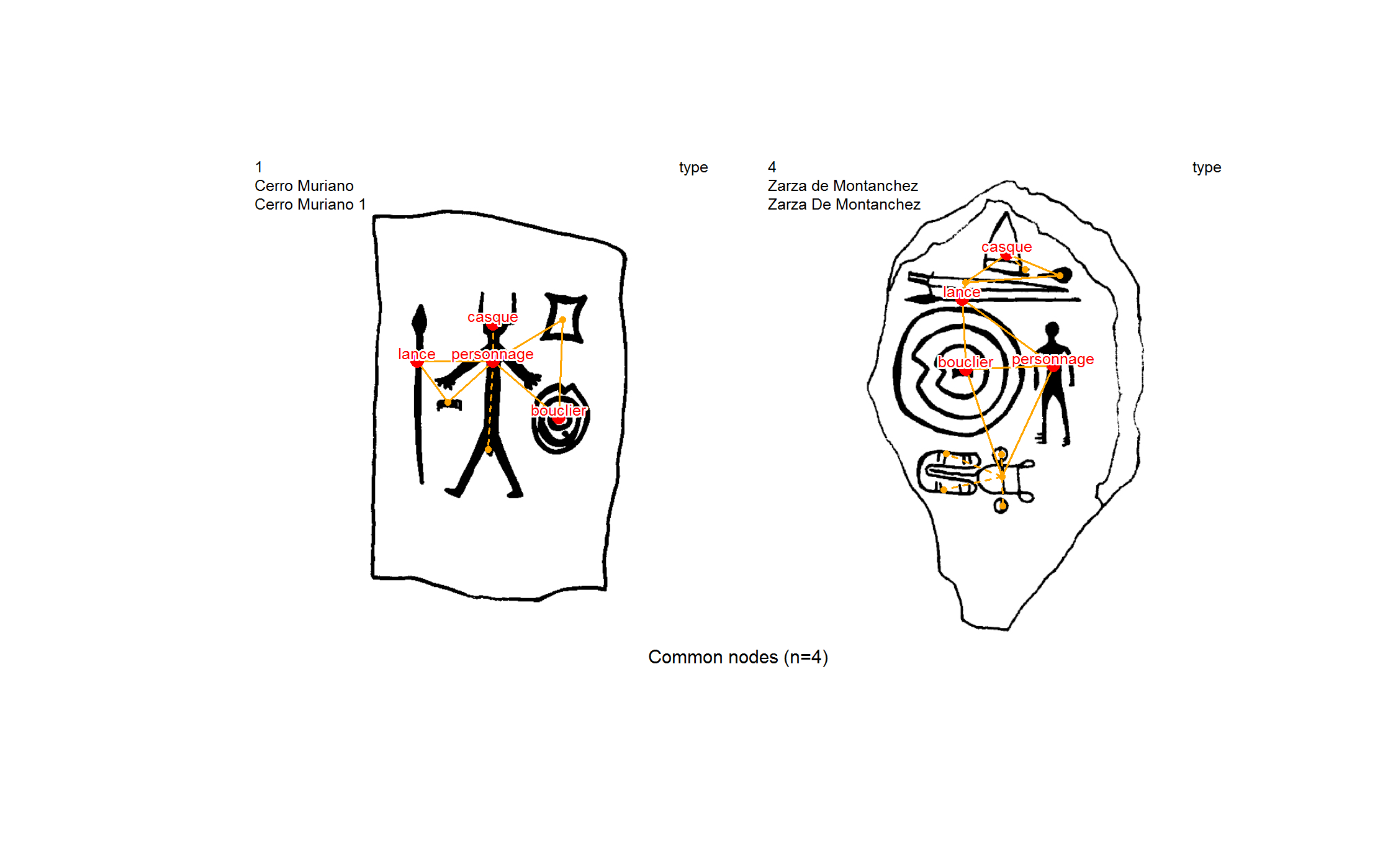 1
Cerro Muriano
Cerro Muriano 1
type
casque
lance
personnage
bouclier
4
Zarza de Montanchez
Zarza De Montanchez
type
casque
lance
bouclier
personnage
Common nodes (n=4)